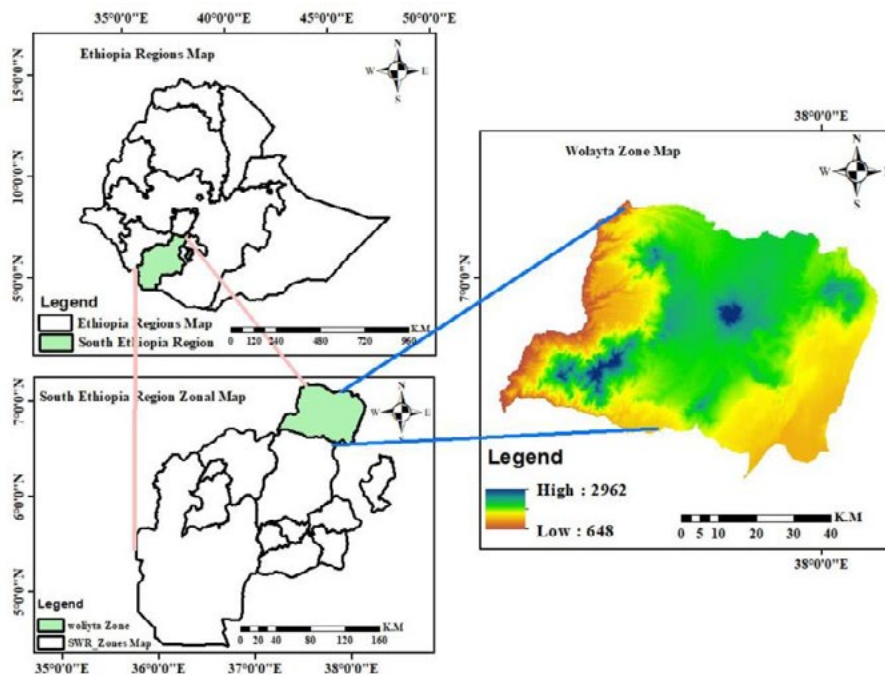 35°0'0"E 40°0'0"E 45°0'0"E 50°0'0"E
Ethiopia Regions Map
N
W E
S
15°0'0"N
10°0'0"N
5°0'0"N
Legend
Ethiopia Regions Map
South Ethiopia Region
0 120 240 480 720 960
K.M
South Ethiopia Region Zonal Map
N
W E
S
7°0'0"N
6°0'0"N
5°0'0"N
Legend
woliyta Zone
SWR_Zones Map
0 20 40 80 120 160
K.M
35°0'0"E 36°0'0"E 37°0'0"E 38°0'0"E
38°0'0"E
Wolayta Zone Map
N
W
S
7°0'0"N
Legend
High : 2962
Low : 648
K.M
0 5 10 20 30 40
38°0'0"E